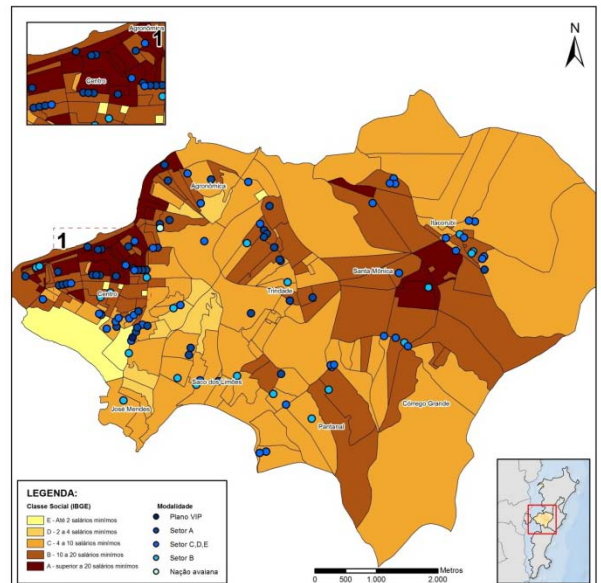 Agronômica
1
Centro
N
Agronômica
Itacorubi
1
Santa Mônica
Centro
Trindade
Saco dos Limões
José Mendes
Pantanal
Córrego Grande
LEGENDA:
Classe Social (IBGE)
E - Até 2 salários mínimos
D - 2 a 4 salários mínimos
C - 4 a 10 salários mínimos
B - 10 a 20 salários mínimos
A - superior a 20 salários mínimos
Modalidade
Plano VIP
Setor A
Setor C,D,E
Setor B
Nação avaiana
Metros
0 500 1.000 2.000